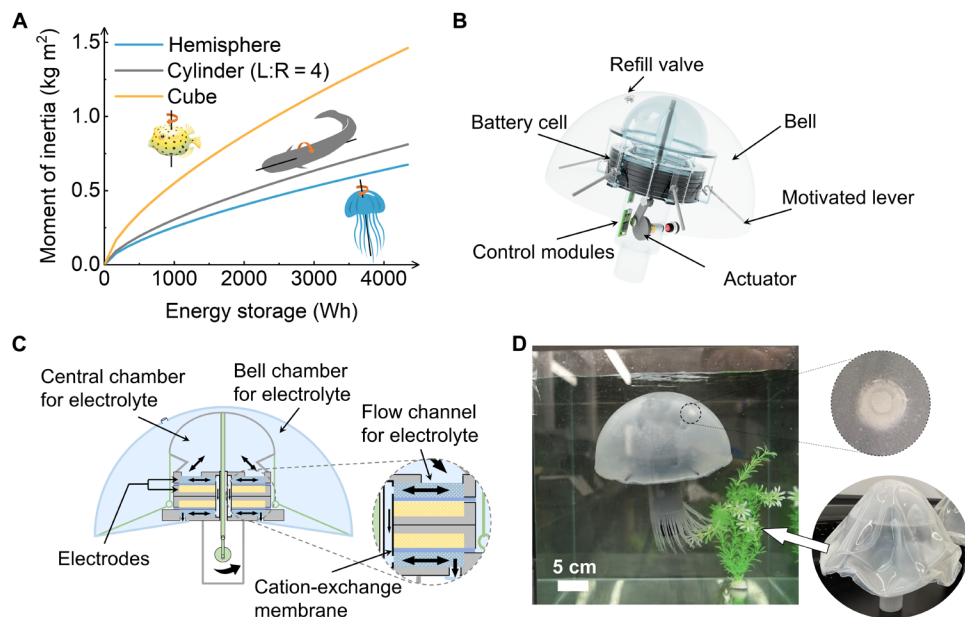 A
Hemisphere
Cylinder (L:R = 4)
Cube
Moment of inertia (kg m²)
1.5
1.0
0.5
0.0
0
1000
2000
3000
4000
Energy storage (Wh)
B
Refill valve
Battery cell
Bell
Motivated lever
Control modules
Actuator
C
Central chamber
for electrolyte
Bell chamber
for electrolyte
Flow channel
for electrolyte
Electrodes
Cation-exchange
membrane
D
5 cm